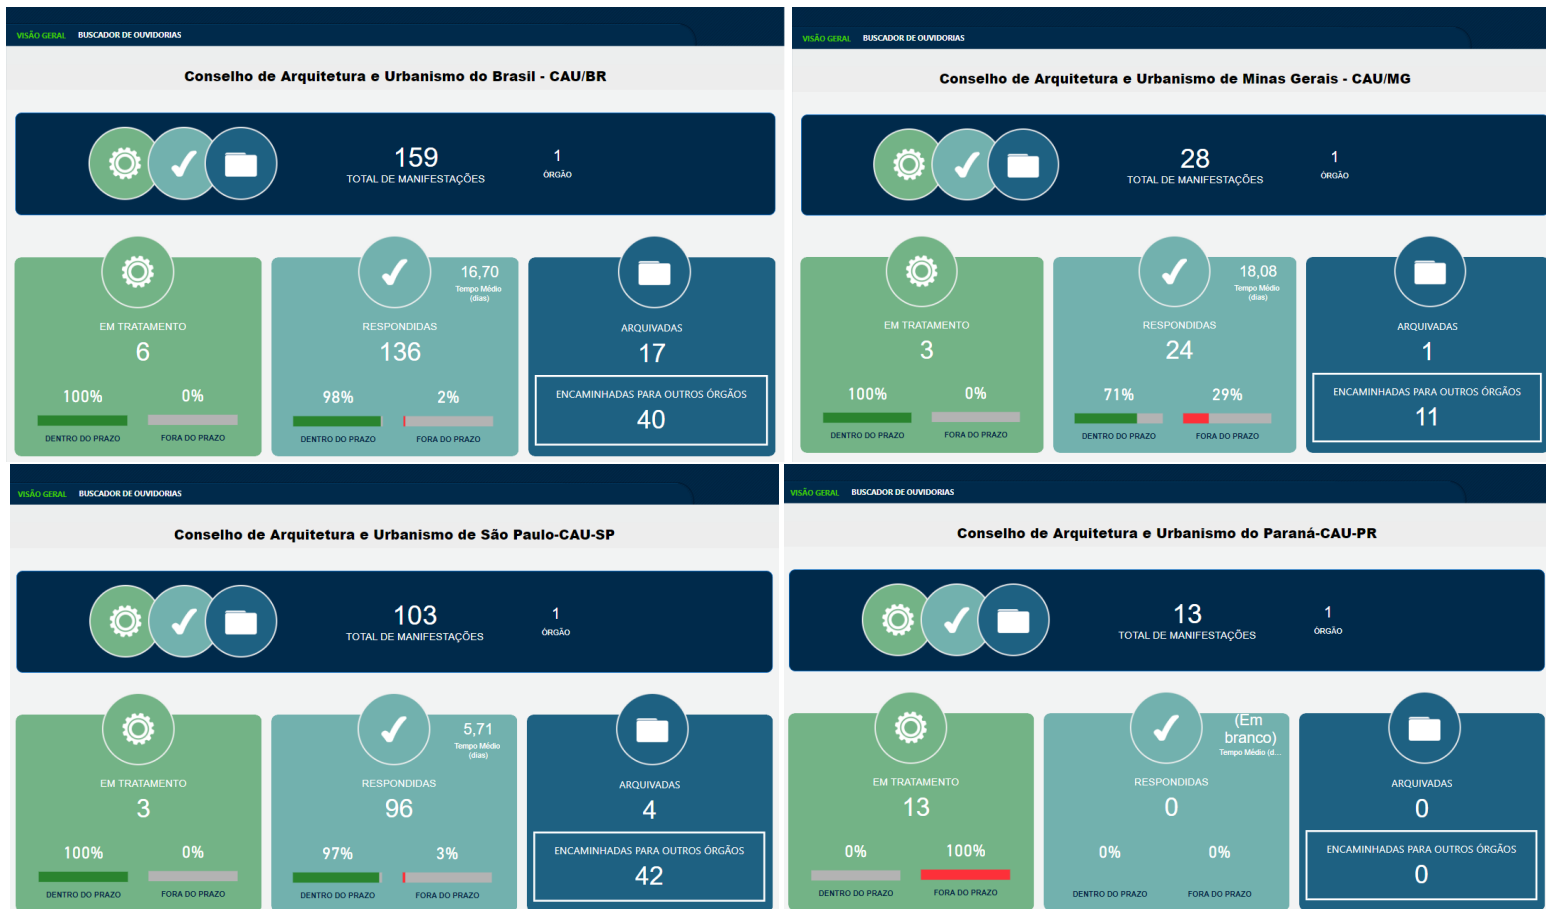 VISÃO GERAL BUSCADOR DE OUVIDORIAS
Conselho de Arquitetura e Urbanismo do Brasil - CAU/BR
159
TOTAL DE MANIFESTAÇÕES
1
ÓRGÃO
EM TRATAMENTO
6
100%
DENTRO DO PRAZO
0%
FORA DO PRAZO
16,70
Tempo Médio
(dias)
RESPONDIDAS
136
98%
DENTRO DO PRAZO
2%
FORA DO PRAZO
ARQUIVADAS
17
ENCAMINHADAS PARA OUTROS ÓRGÃOS
40
VISÃO GERAL BUSCADOR DE OUVIDORIAS
Conselho de Arquitetura e Urbanismo de Minas Gerais - CAU/MG
28
TOTAL DE MANIFESTAÇÕES
1
ÓRGÃO
EM TRATAMENTO
3
100%
DENTRO DO PRAZO
0%
FORA DO PRAZO
18,08
Tempo Médio
(dias)
RESPONDIDAS
24
71%
DENTRO DO PRAZO
29%
FORA DO PRAZO
ARQUIVADAS
1
ENCAMINHADAS PARA OUTROS ÓRGÃOS
11
VISÃO GERAL BUSCADOR DE OUVIDORIAS
Conselho de Arquitetura e Urbanismo de São Paulo-CAU-SP
103
TOTAL DE MANIFESTAÇÕES
1
ÓRGÃO
EM TRATAMENTO
3
100%
DENTRO DO PRAZO
0%
FORA DO PRAZO
5,71
Tempo Médio
(dias)
RESPONDIDAS
96
97%
DENTRO DO PRAZO
3%
FORA DO PRAZO
ARQUIVADAS
4
ENCAMINHADAS PARA OUTROS ÓRGÃOS
42
VISÃO GERAL BUSCADOR DE OUVIDORIAS
Conselho de Arquitetura e Urbanismo do Paraná-CAU-PR
13
TOTAL DE MANIFESTAÇÕES
1
ÓRGÃO
EM TRATAMENTO
13
0%
DENTRO DO PRAZO
100%
FORA DO PRAZO
(Em
branco)
Tempo Médio (d...
RESPONDIDAS
0
0%
DENTRO DO PRAZO
0%
FORA DO PRAZO
ARQUIVADAS
0
ENCAMINHADAS PARA OUTROS ÓRGÃOS
0